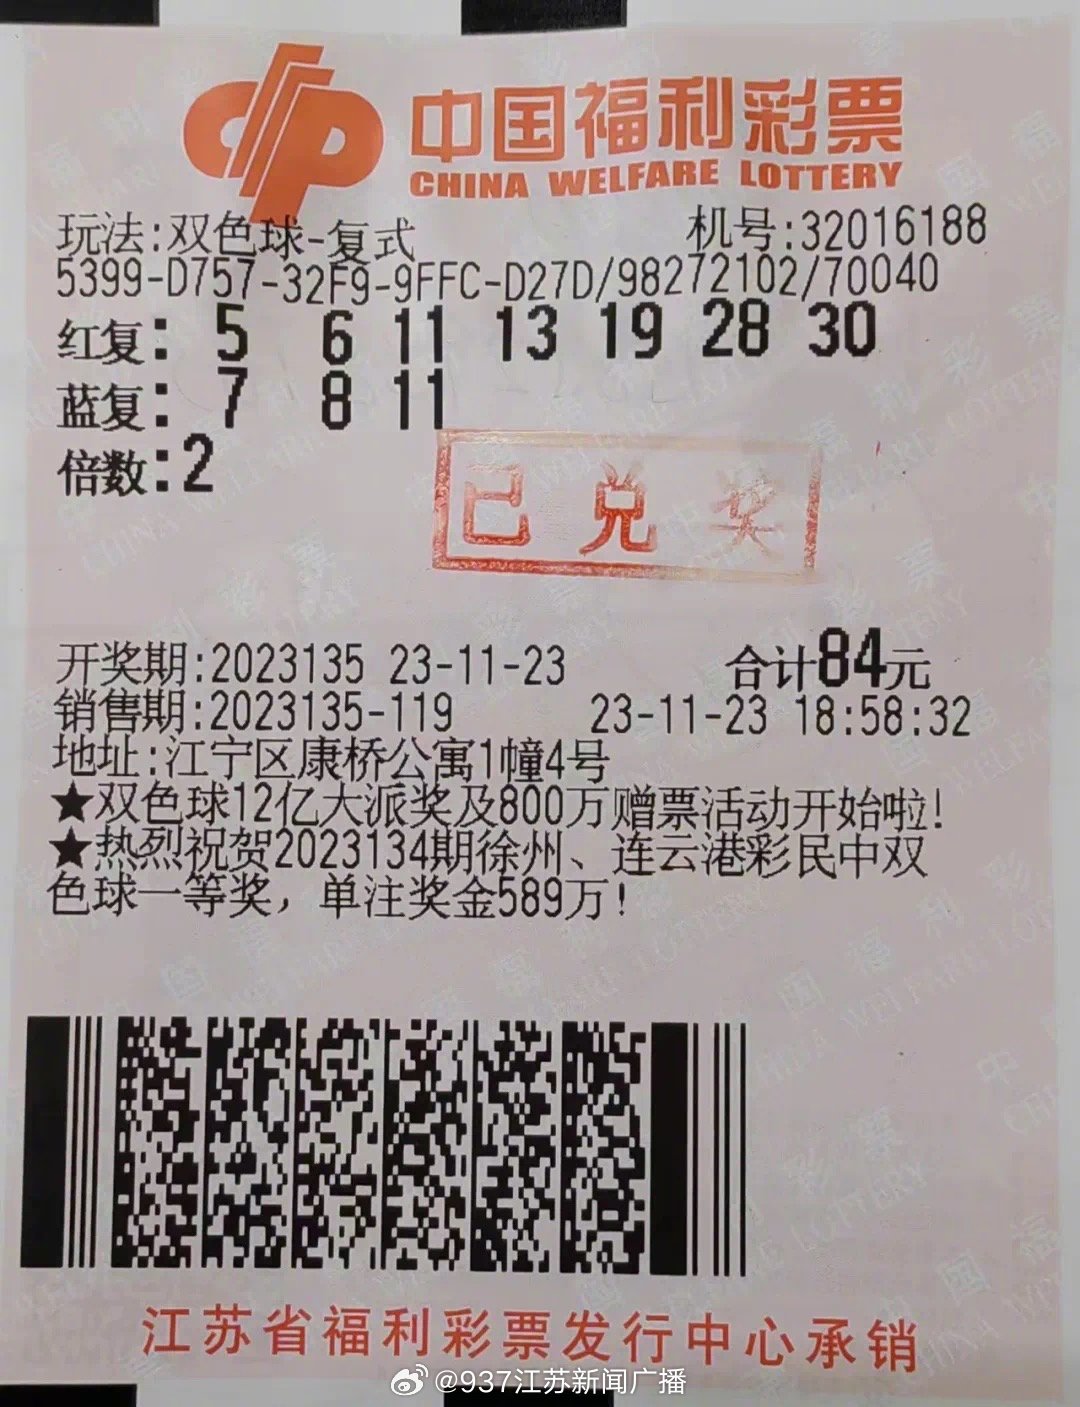 中国福利彩票
CHINA WELFARE LOTTERY
玩法:双色球-复式 机号:32016188
5399-D757-32F9-9FFC-D27D/98272102/70040
红复: 5 6 11 13 19 28 30
蓝复: 7 8 11
倍数:2
已兑奖
开奖期:2023135 23-11-23 合计84元
销售期:2023135-119 23-11-23 18:58:32
地址:江宁区康桥公寓1幢4号
★双色球12亿大派奖及800万赠票活动开始啦!
★热烈祝贺2023134期徐州、连云港彩民中双
色球一等奖，单注奖金589万!
江苏省福利彩票发行中心承销
@937江苏新闻广播